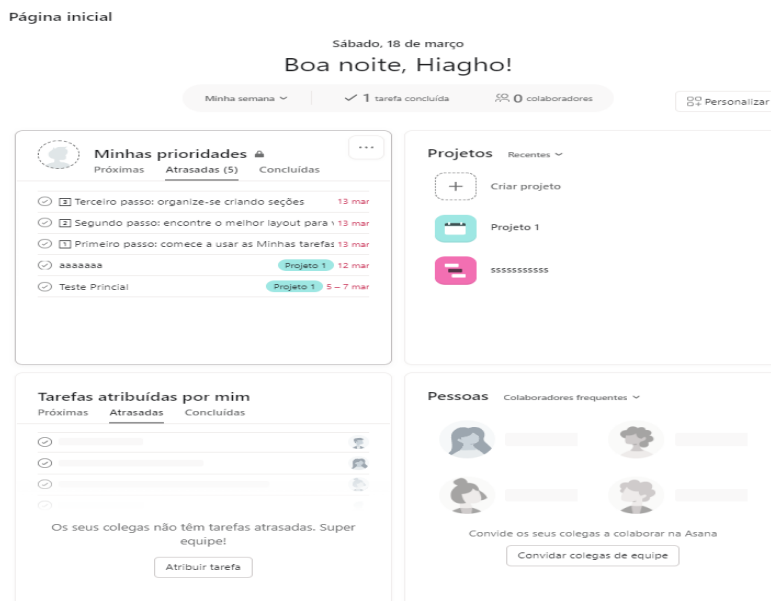 Página inicial
Sábado, 18 de março
Boa noite, Hiagho!
Minha semana
1 tarefa concluída
0 colaboradores
Personalizar
Minhas prioridades
Próximas Atrasadas (5) Concluídas
3 Terceiro passo: organize-se criando seções 13 mar
2 Segundo passo: encontre o melhor layout para 13 mar
1 Primeiro passo: comece a usar as Minhas tarefas 13 mar
aaaaaaa Projeto 1 12 mar
Teste Princial Projeto 1 5 – 7 mar
Projetos Recentes
Criar projeto
Projeto 1
sssssssssss
Tarefas atribuídas por mim
Próximas Atrasadas Concluídas
Os seus colegas não têm tarefas atrasadas. Super
equipe!
Atribuir tarefa
Pessoas Colaboradores frequentes
Convide os seus colegas a colaborar na Asana
Convidar colegas de equipe